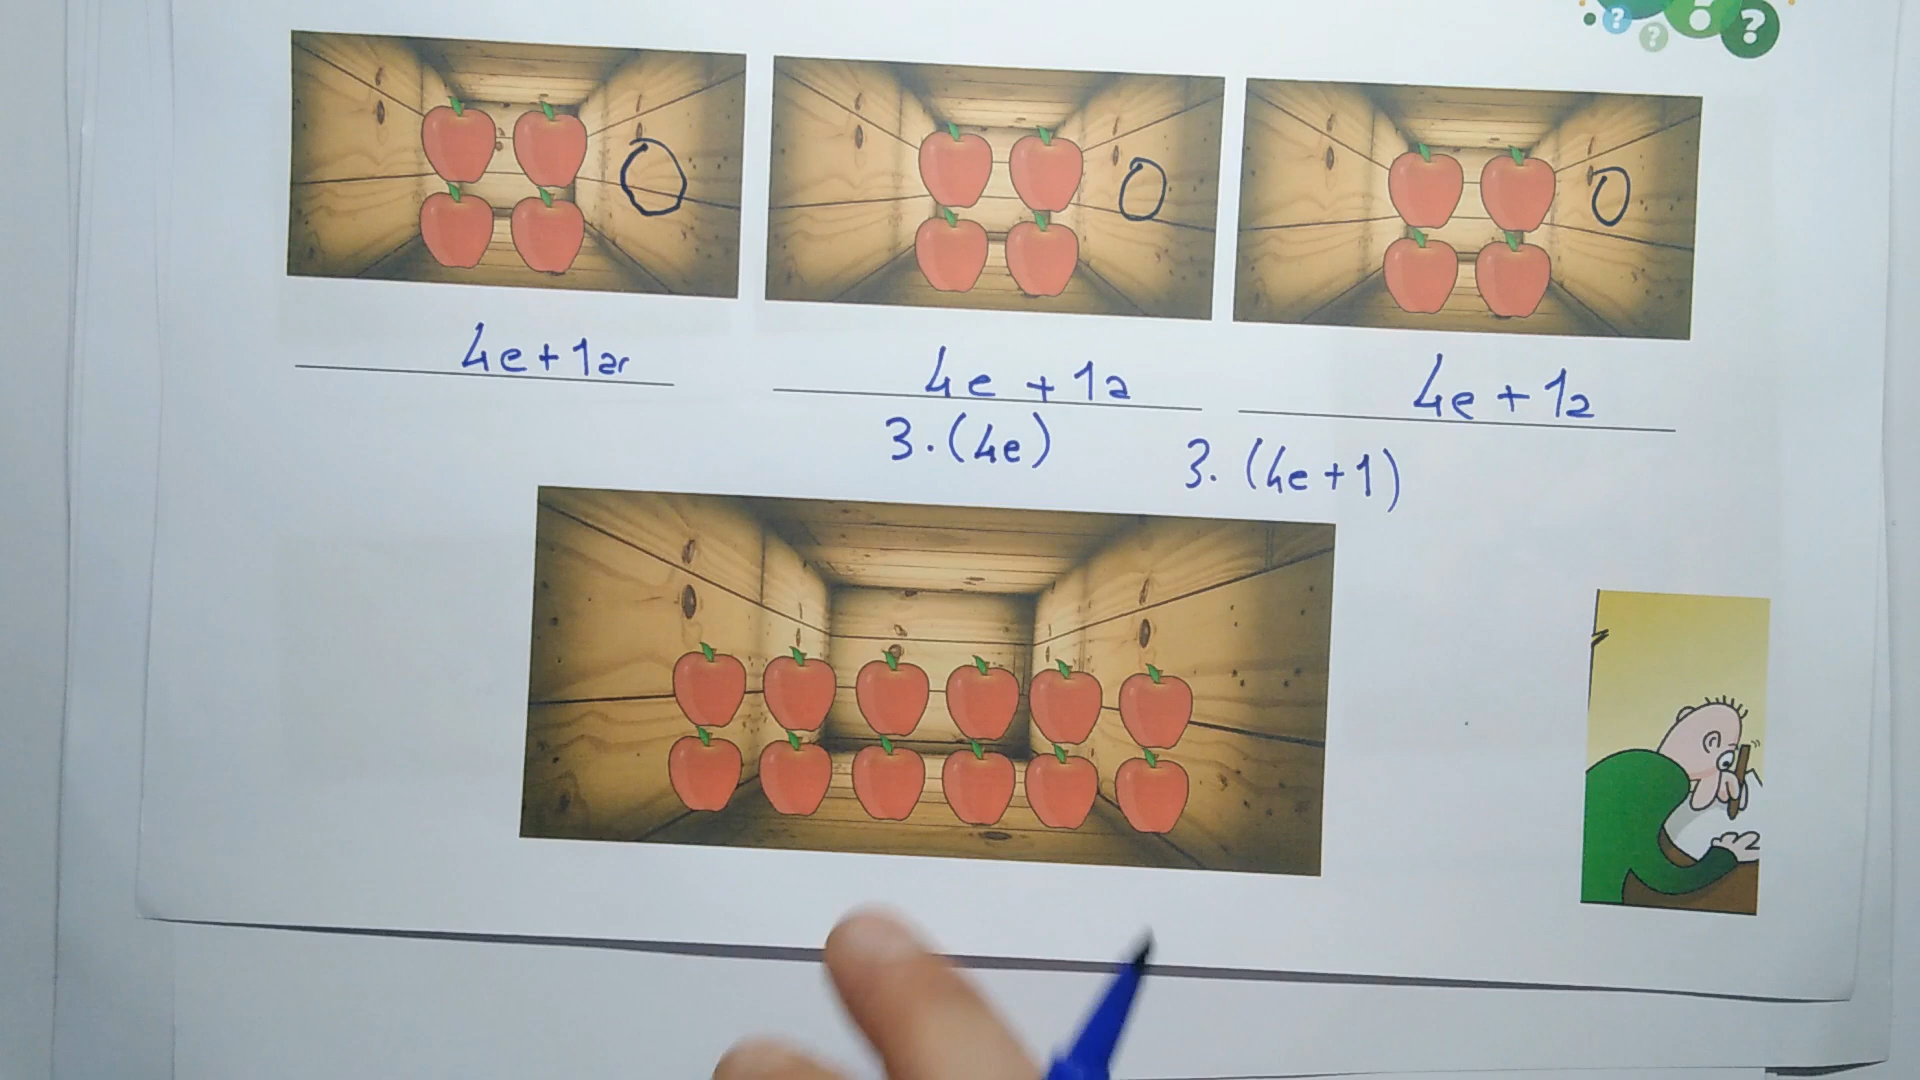 4e+1ar
4e + 1a
4e + 1a
3.(4e)
3. (4e+1)
? ? ?